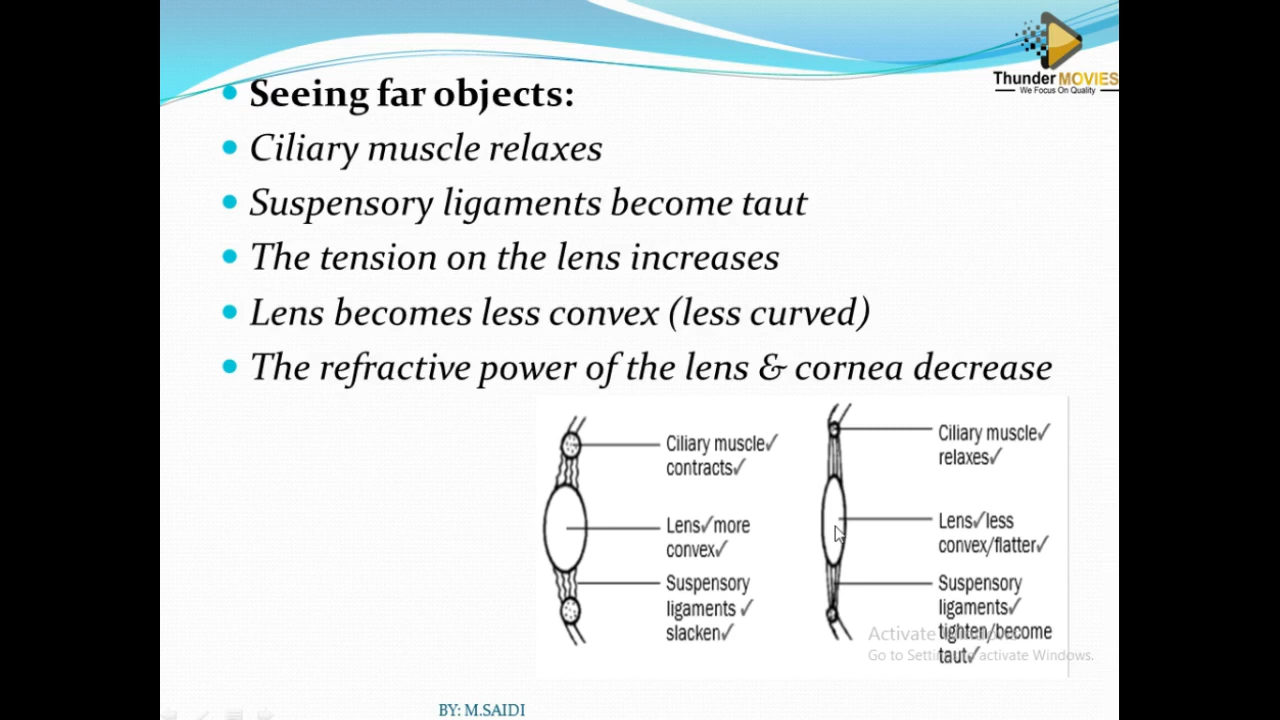 Thunder MOVIES
We Focus On Quality
Seeing far objects:
Ciliary muscle relaxes
Suspensory ligaments become taut
The tension on the lens increases
Lens becomes less convex (less curved)
The refractive power of the lens & cornea decrease
Ciliary muscle✓
contracts✓
Lens✓more
convex✓
Suspensory
ligaments ✓
slacken✓
Ciliary muscle✓
relaxes✓
Lens✓less
convex/flatter✓
Suspensory
ligaments✓
tighten/become
taut✓
Activate Windows
Go to Settings to activate Windows.
BY: M.SAIDI